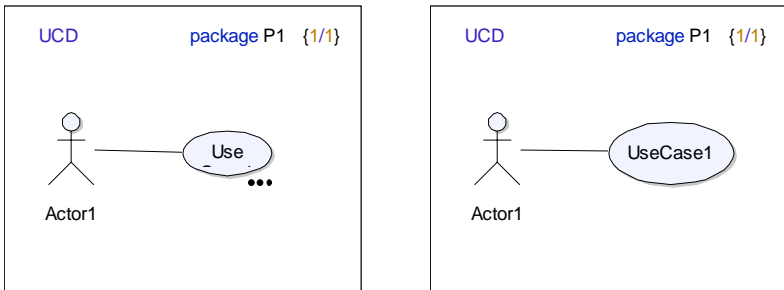 UCD package P1 {1/1}
Use
Actor1
UCD package P1 {1/1}
UseCase1
Actor1